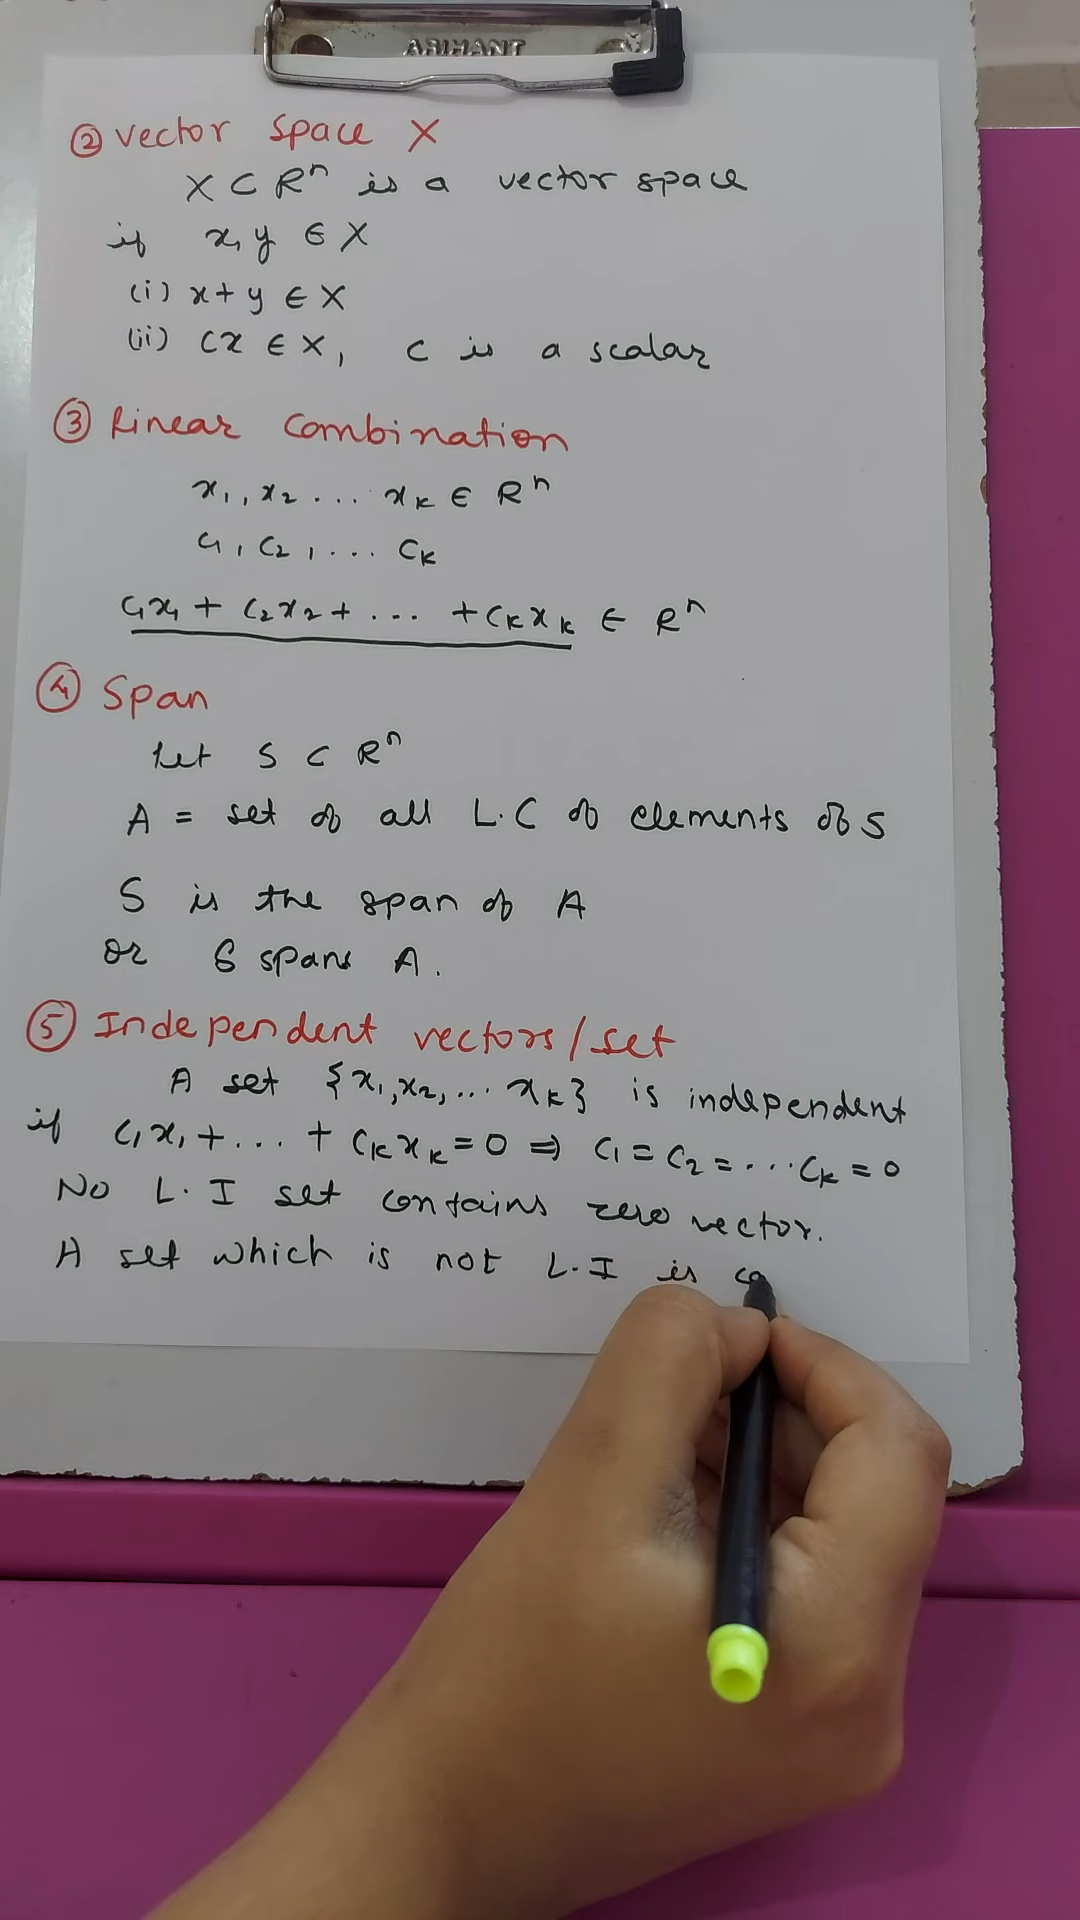 ARIHANT
② vector space X
X ⊂ Rⁿ is a vector space
if x, y ∈ X
(i) x + y ∈ X
(ii) cx ∈ X, c is a scalar
③ Linear Combination
x₁, x₂ ... xₖ ∈ Rⁿ
c₁, c₂, ... cₖ
c₁x₁ + c₂x₂ + ... + cₖxₖ ∈ Rⁿ
④ Span
Let S ⊂ Rⁿ
A = set of all L.C of elements of S
S is the span of A
or S spans A.
⑤ Independent vectors/set
A set {x₁, x₂, ... xₖ} is independent
if c₁x₁ + ... + cₖxₖ = 0 ⇒ c₁ = c₂ = ... cₖ = 0
No L.I set contains zero vector.
A set which is not L.I is